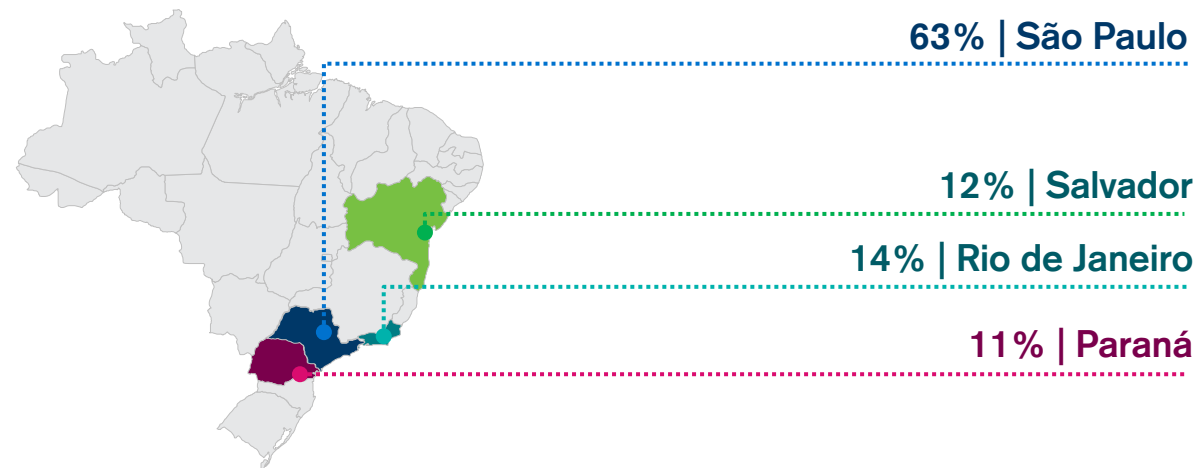 63% | São Paulo
12% | Salvador
14% | Rio de Janeiro
11% | Paraná